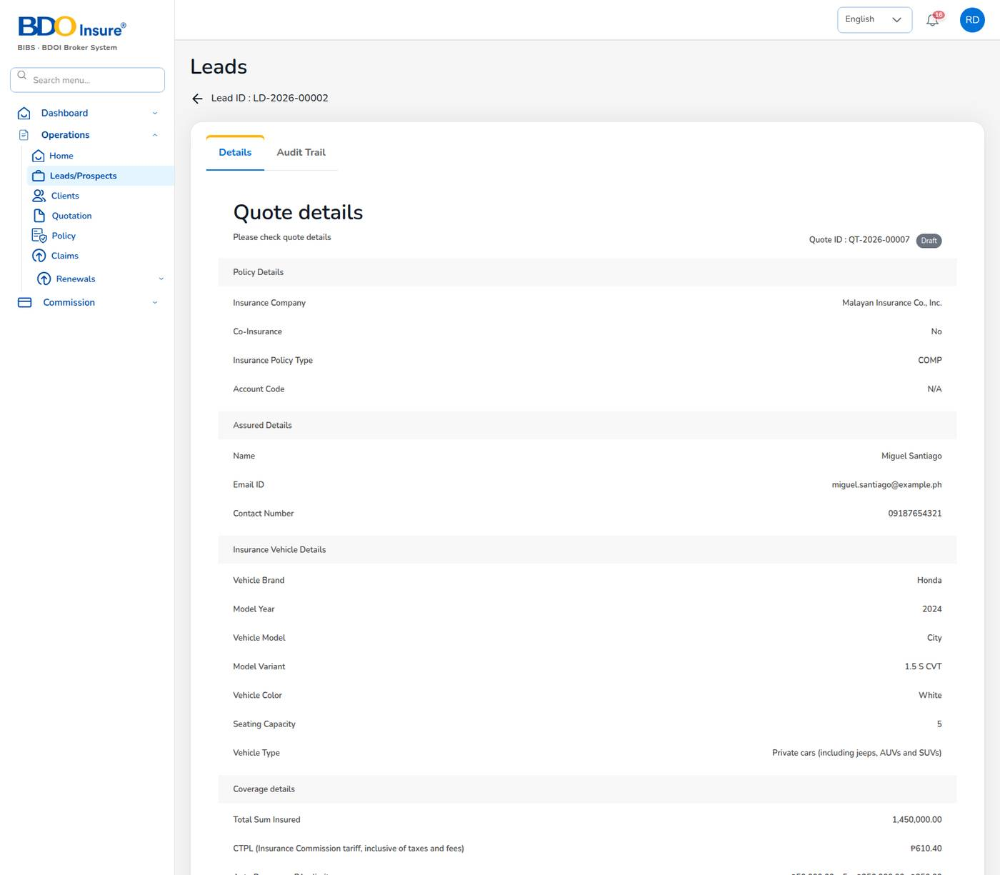 BDO Insure®
BIBS · BDOI Broker System
Search menu...
Dashboard
Operations
Home
Leads/Prospects
Clients
Quotation
Policy
Claims
Renewals
Commission
English
16
RD
Leads
Lead ID : LD-2026-00002
Details Audit Trail
Quote details
Please check quote details
Quote ID : QT-2026-00007 Draft
Policy Details
Insurance Company Malayan Insurance Co., Inc.
Co-Insurance No
Insurance Policy Type COMP
Account Code N/A
Assured Details
Name Miguel Santiago
Email ID miguel.santiago@example.ph
Contact Number 09187654321
Insurance Vehicle Details
Vehicle Brand Honda
Model Year 2024
Vehicle Model City
Model Variant 1.5 S CVT
Vehicle Color White
Seating Capacity 5
Vehicle Type Private cars (including jeeps, AUVs and SUVs)
Coverage details
Total Sum Insured 1,450,000.00
CTPL (Insurance Commission tariff, inclusive of taxes and fees) ₱610.40